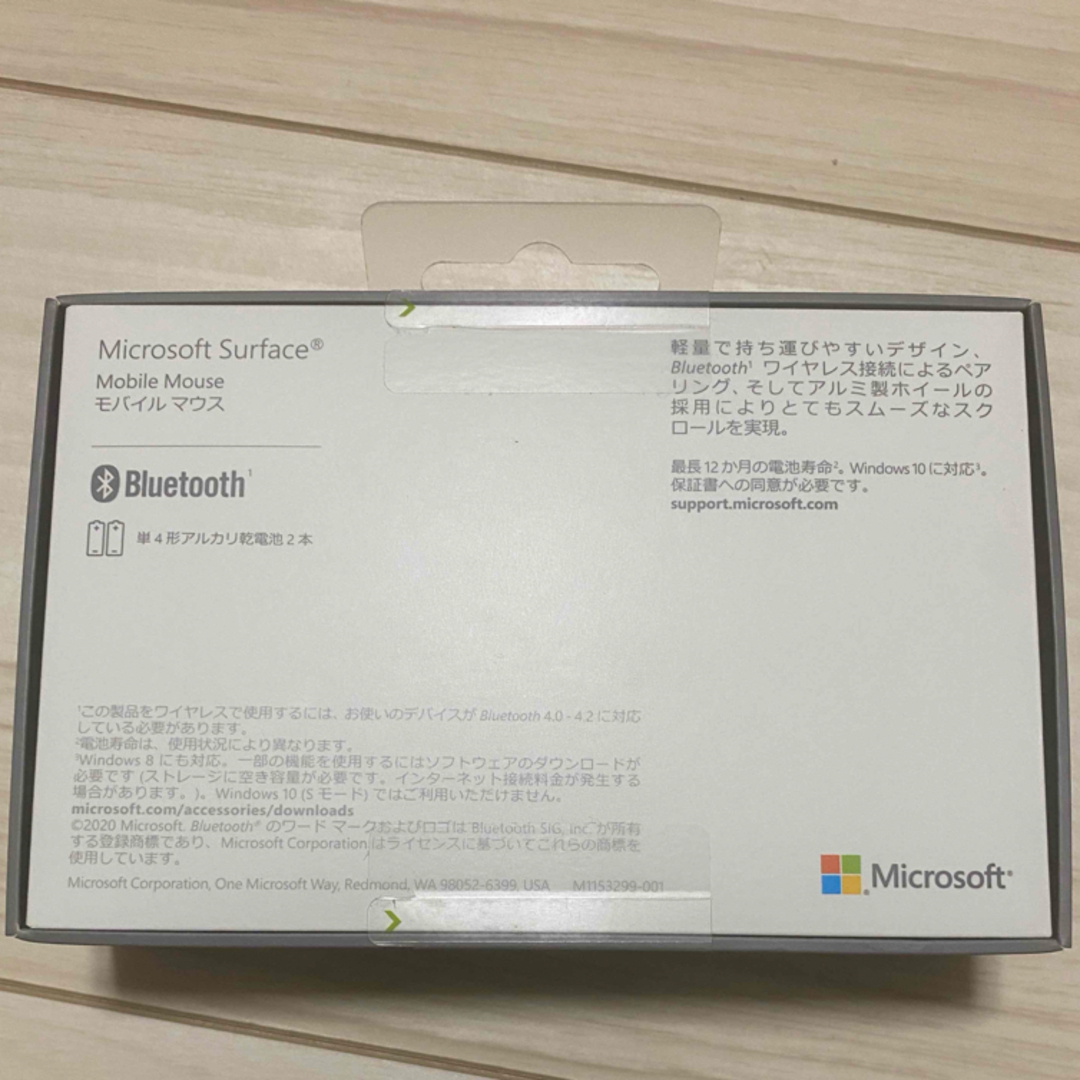 Microsoft Surface®
Mobile Mouse
モバイル マウス
Bluetooth¹
単4形アルカリ乾電池2本
軽量で持ち運びやすいデザイン、
Bluetooth¹ ワイヤレス接続によるペア
リング、そしてアルミ製ホイールの
採用によりとてもスムーズなスク
ロールを実現。
最長12か月の電池寿命²。Windows 10に対応³。
保証書への同意が必要です。
support.microsoft.com
¹この製品をワイヤレスで使用するには、お使いのデバイスが Bluetooth 4.0 - 4.2 に対応
している必要があります。
²電池寿命は、使用状況により異なります。
³Windows 8 にも対応。一部の機能を使用するにはソフトウェアのダウンロードが
必要です (ストレージに空き容量が必要です。インターネット接続料金が発生する
場合があります。)。Windows 10 (S モード) ではご利用いただけません。
microsoft.com/accessories/downloads
©2020 Microsoft. Bluetooth® のワード マークおよびロゴは Bluetooth SIG, Inc. が所有
する登録商標であり、Microsoft Corporation はライセンスに基づいてこれらの商標を
使用しています。
Microsoft Corporation, One Microsoft Way, Redmond, WA 98052-6399, USA M1153299-001
Microsoft®